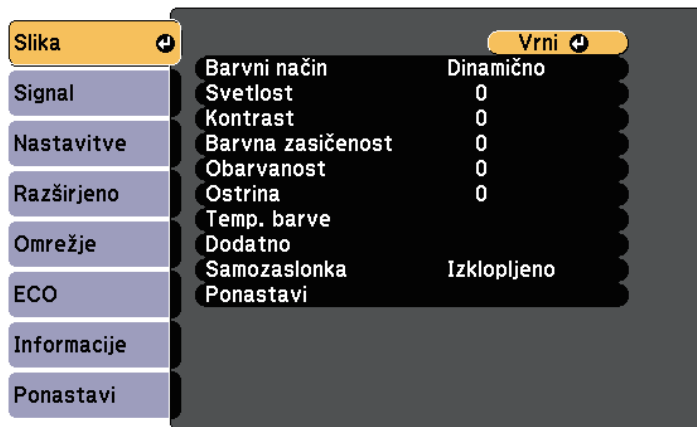 Slika
Signal
Nastavitve
Razširjeno
Omrežje
ECO
Informacije
Ponastavi
Vrni
Barvni način Dinamično
Svetlost 0
Kontrast 0
Barvna zasičenost 0
Obarvanost 0
Ostrina 0
Temp. barve
Dodatno
Samozaslonka Izklopljeno
Ponastavi